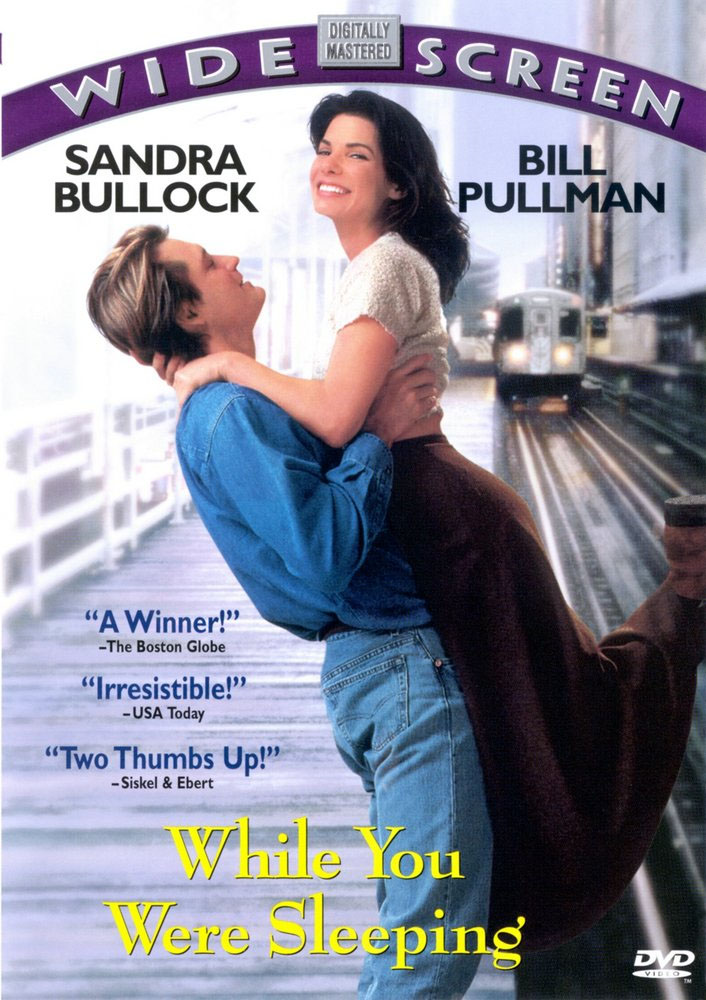 DIGITALLY
MASTERED
WIDE SCREEN
SANDRA
BULLOCK
BILL
PULLMAN
“A Winner!”
–The Boston Globe
“Irresistible!”
–USA Today
“Two Thumbs Up!”
–Siskel & Ebert
While You
Were Sleeping
DVD
VIDEO
™